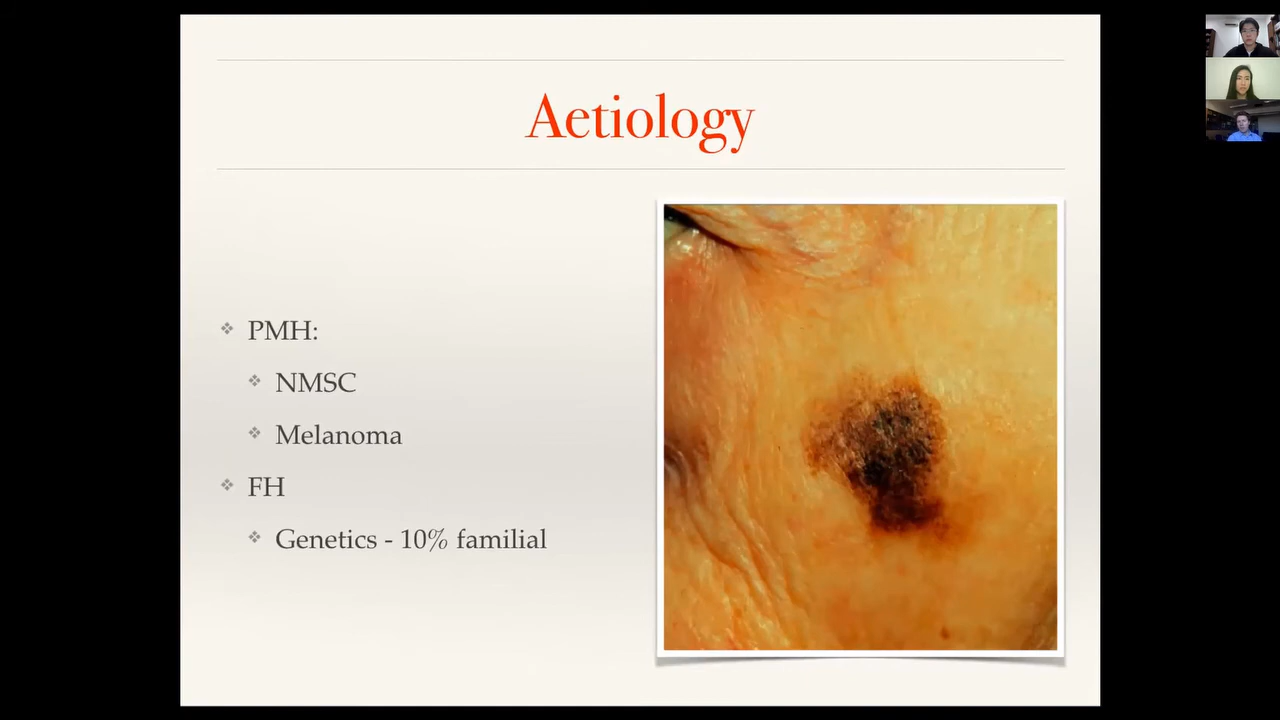 Aetiology
PMH:
NMSC
Melanoma
FH
Genetics - 10% familial